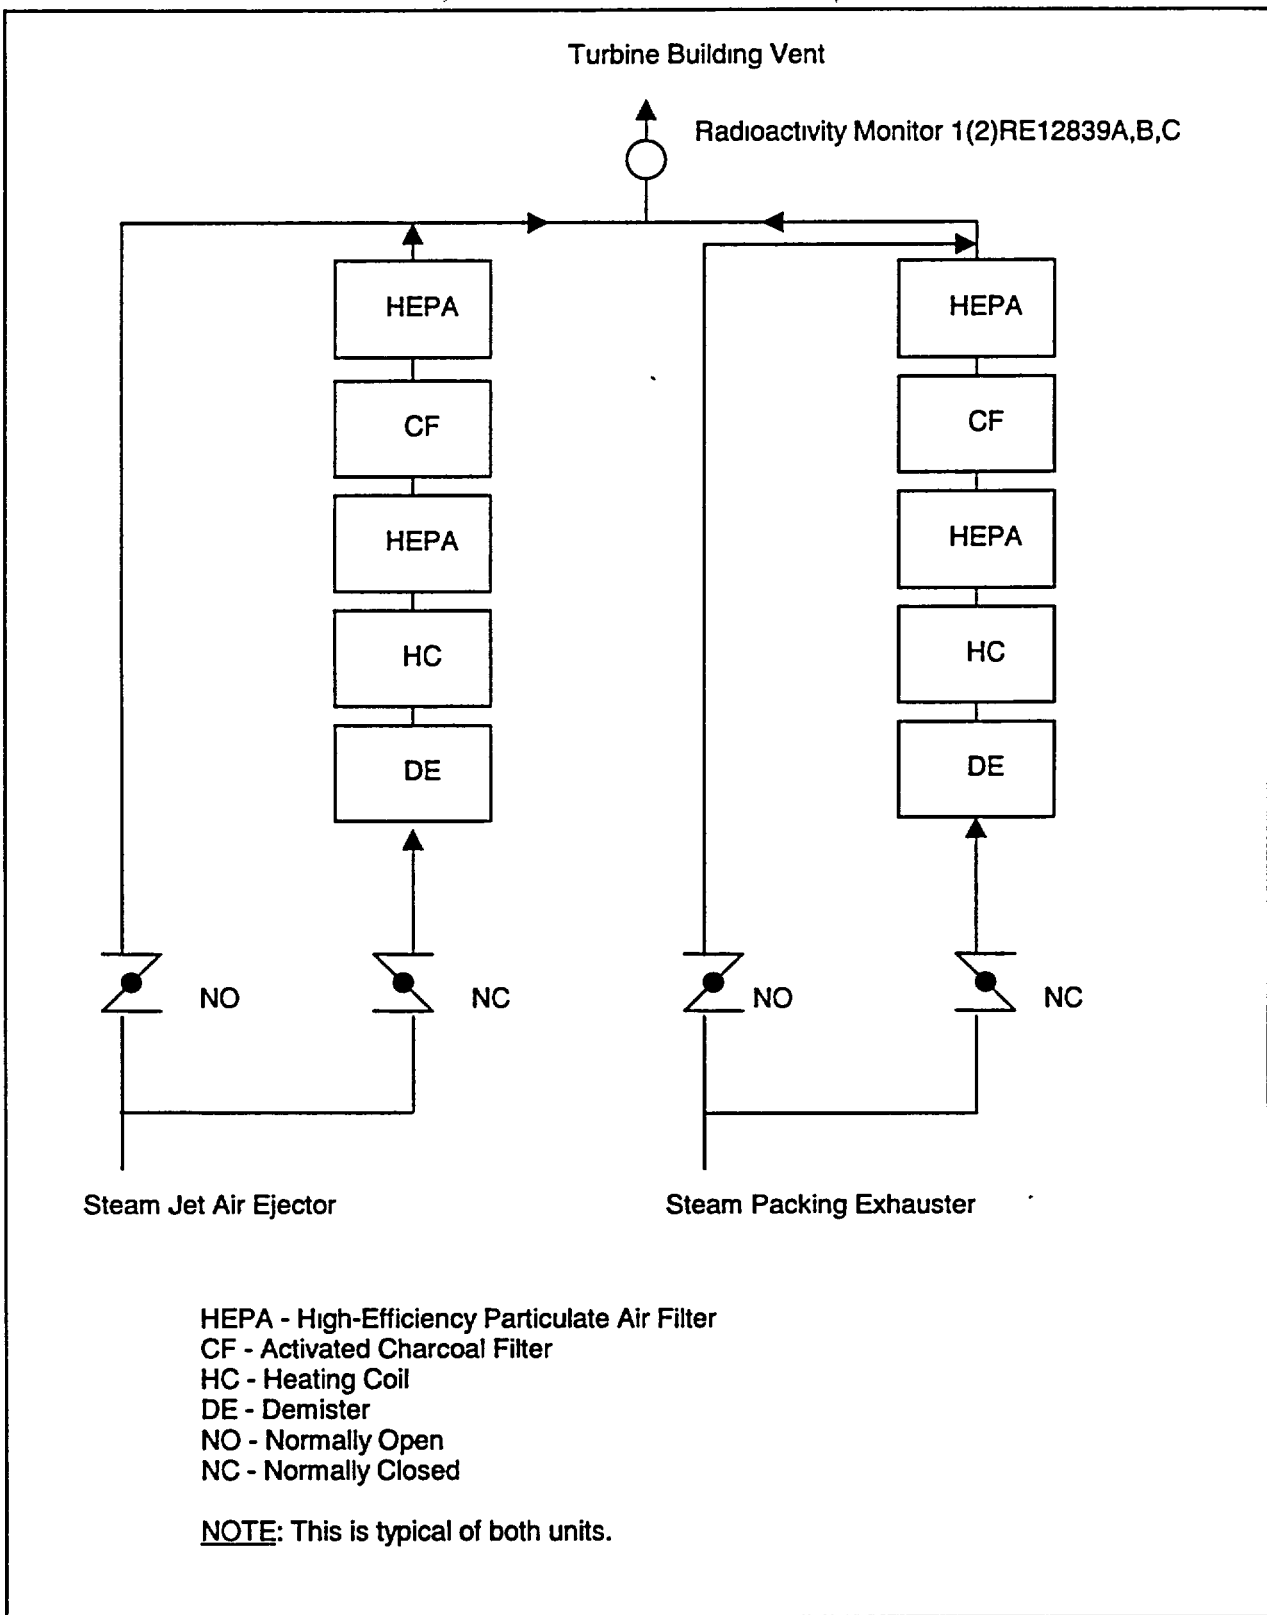 Turbine Building Vent
Radioactivity Monitor 1(2)RE12839A,B,C
HEPA
HEPA
CF
CF
HEPA
HEPA
HC
HC
DE
DE
NO
NC
NO
NC
Steam Jet Air Ejector
Steam Packing Exhauster
HEPA - High-Efficiency Particulate Air Filter
CF - Activated Charcoal Filter
HC - Heating Coil
DE - Demister
NO - Normally Open
NC - Normally Closed
NOTE: This is typical of both units.